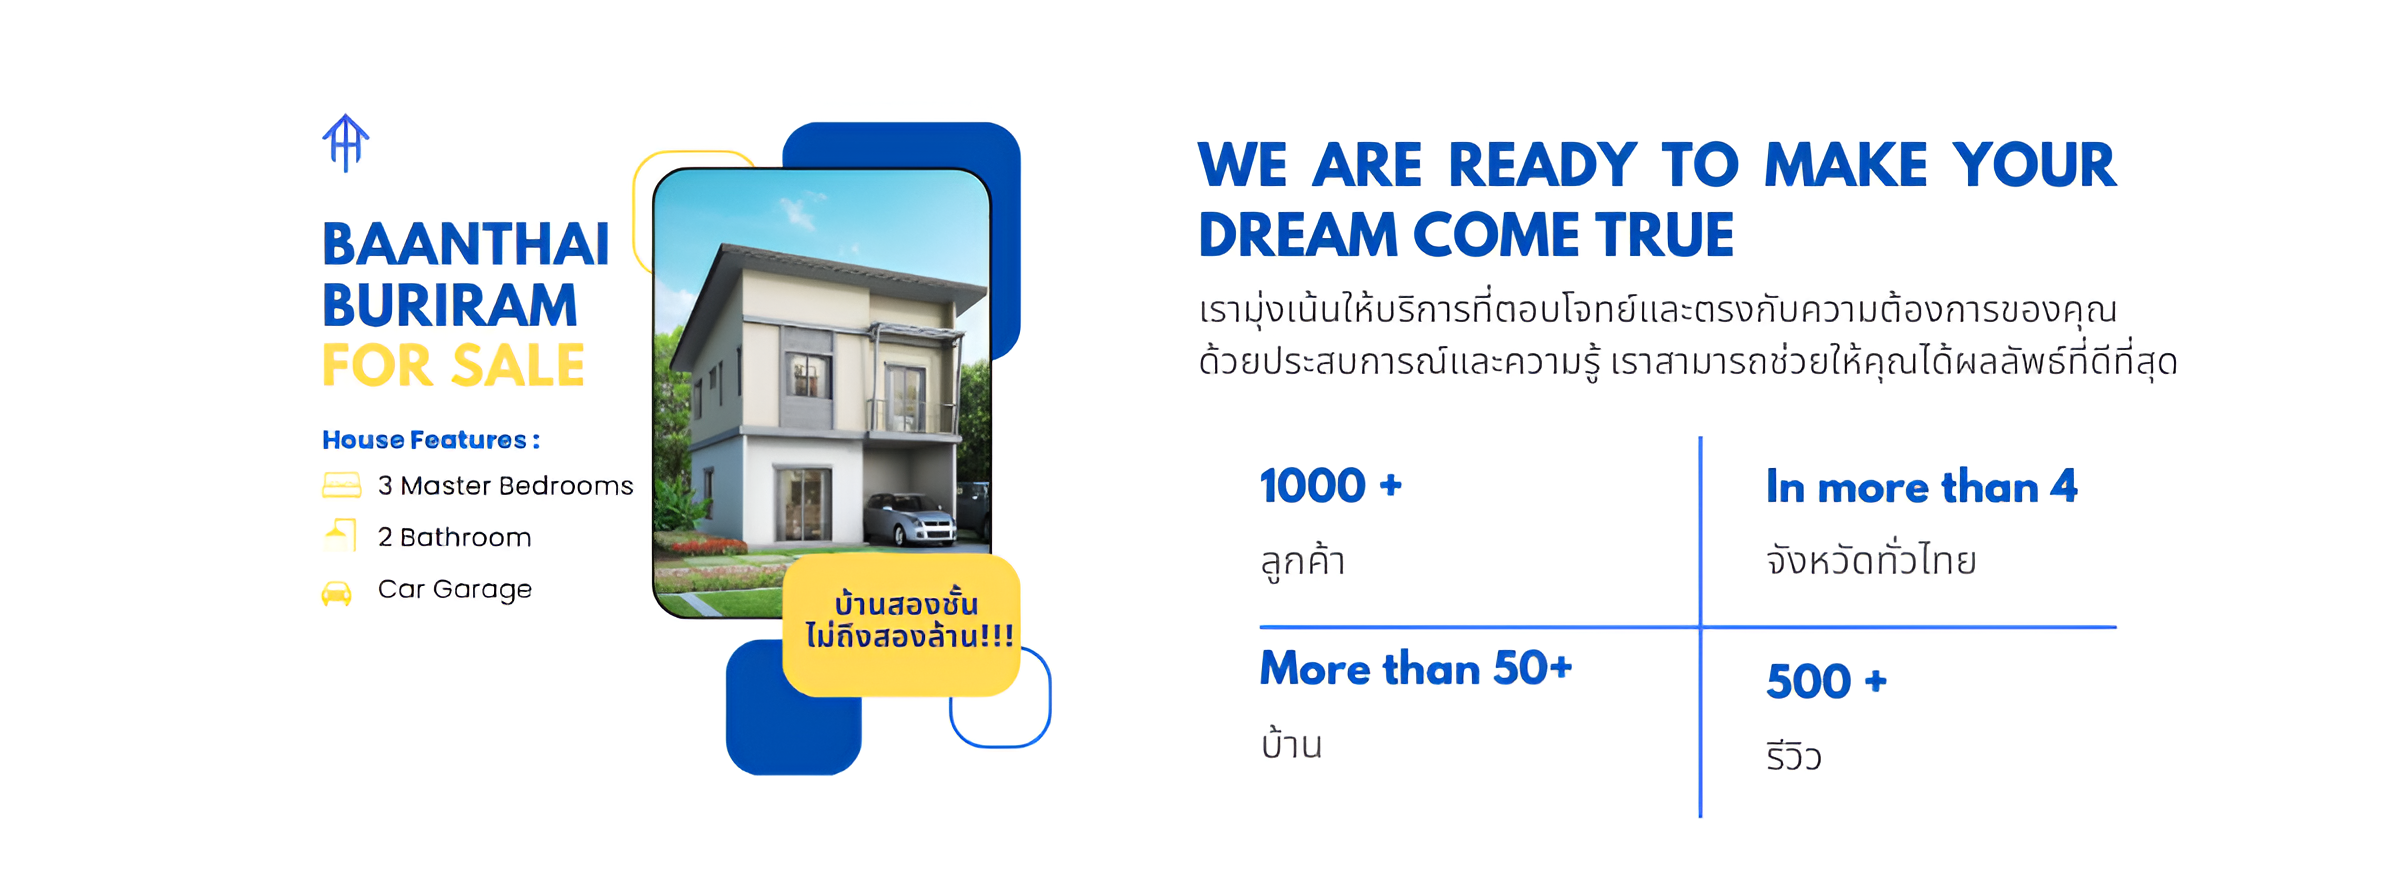 BAANTHAI
BURIRAM
FOR SALE
House Features :
3 Master Bedrooms
2 Bathroom
Car Garage
บ้านสองชั้น
ไม่ถึงสองล้าน!!!
WE ARE READY TO MAKE YOUR
DREAM COME TRUE
เรามุ่งเน้นให้บริการที่ตอบโจทย์และตรงกับความต้องการของคุณ
ด้วยประสบการณ์และความรู้ เราสามารถช่วยให้คุณได้ผลลัพธ์ที่ดีที่สุด
1000 +
ลูกค้า
In more than 4
จังหวัดทั่วไทย
More than 50+
บ้าน
500 +
รีวิว